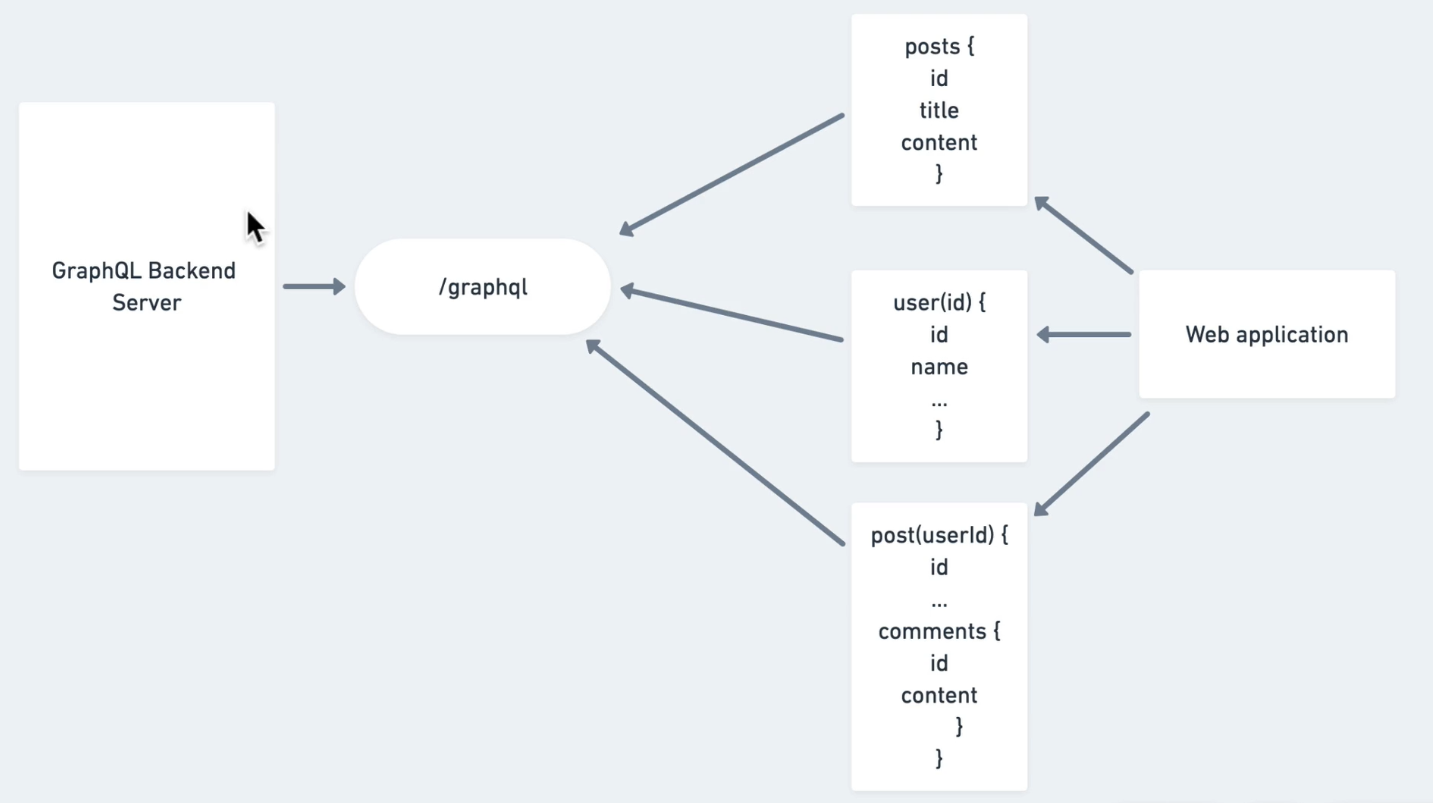 GraphQL Backend
Server
/graphql
posts {
id
title
content
}
user(id) {
id
name
...
}
post(userId) {
id
...
comments {
id
content
}
}
Web application